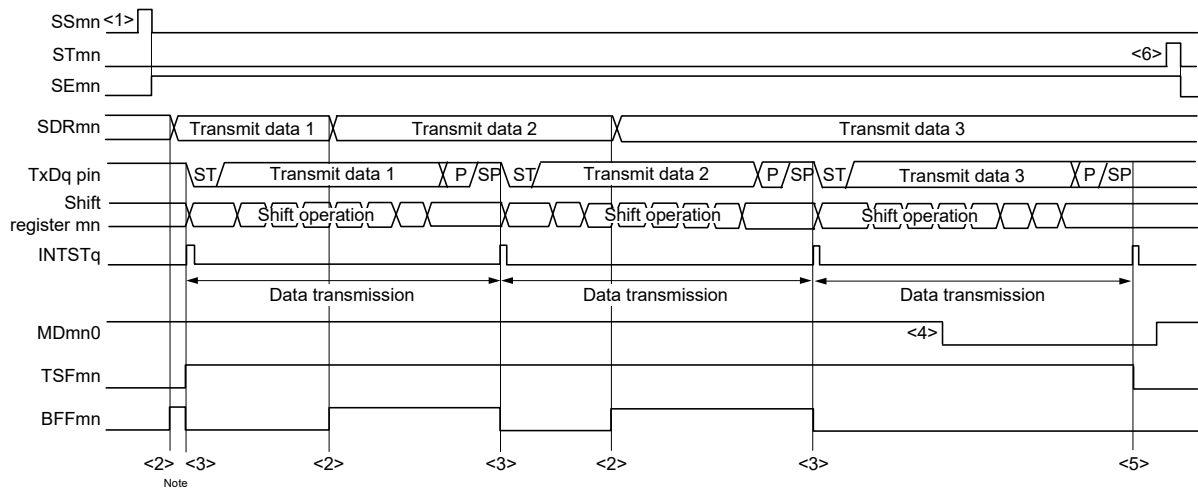 SSmn <1>
STmn <6>
SEmn
SDRmn Transmit data 1 Transmit data 2 Transmit data 3
TxDq pin ST Transmit data 1 P SP ST Transmit data 2 P SP ST Transmit data 3 P SP
Shift
register mn Shift operation Shift operation Shift operation
INTSTq
Data transmission Data transmission Data transmission
MDmn0 <4>
TSFmn
BFFmn
<2> <3> <2> <3> <2> <3> <5>
Note